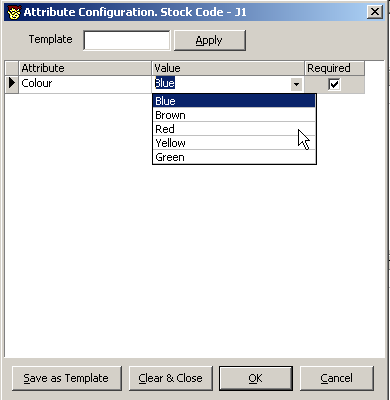 Attribute Configuration. Stock Code - J1
Template Apply
Attribute Value Required
Colour Blue
Blue
Brown
Red
Yellow
Green
Save as Template Clear & Close OK Cancel